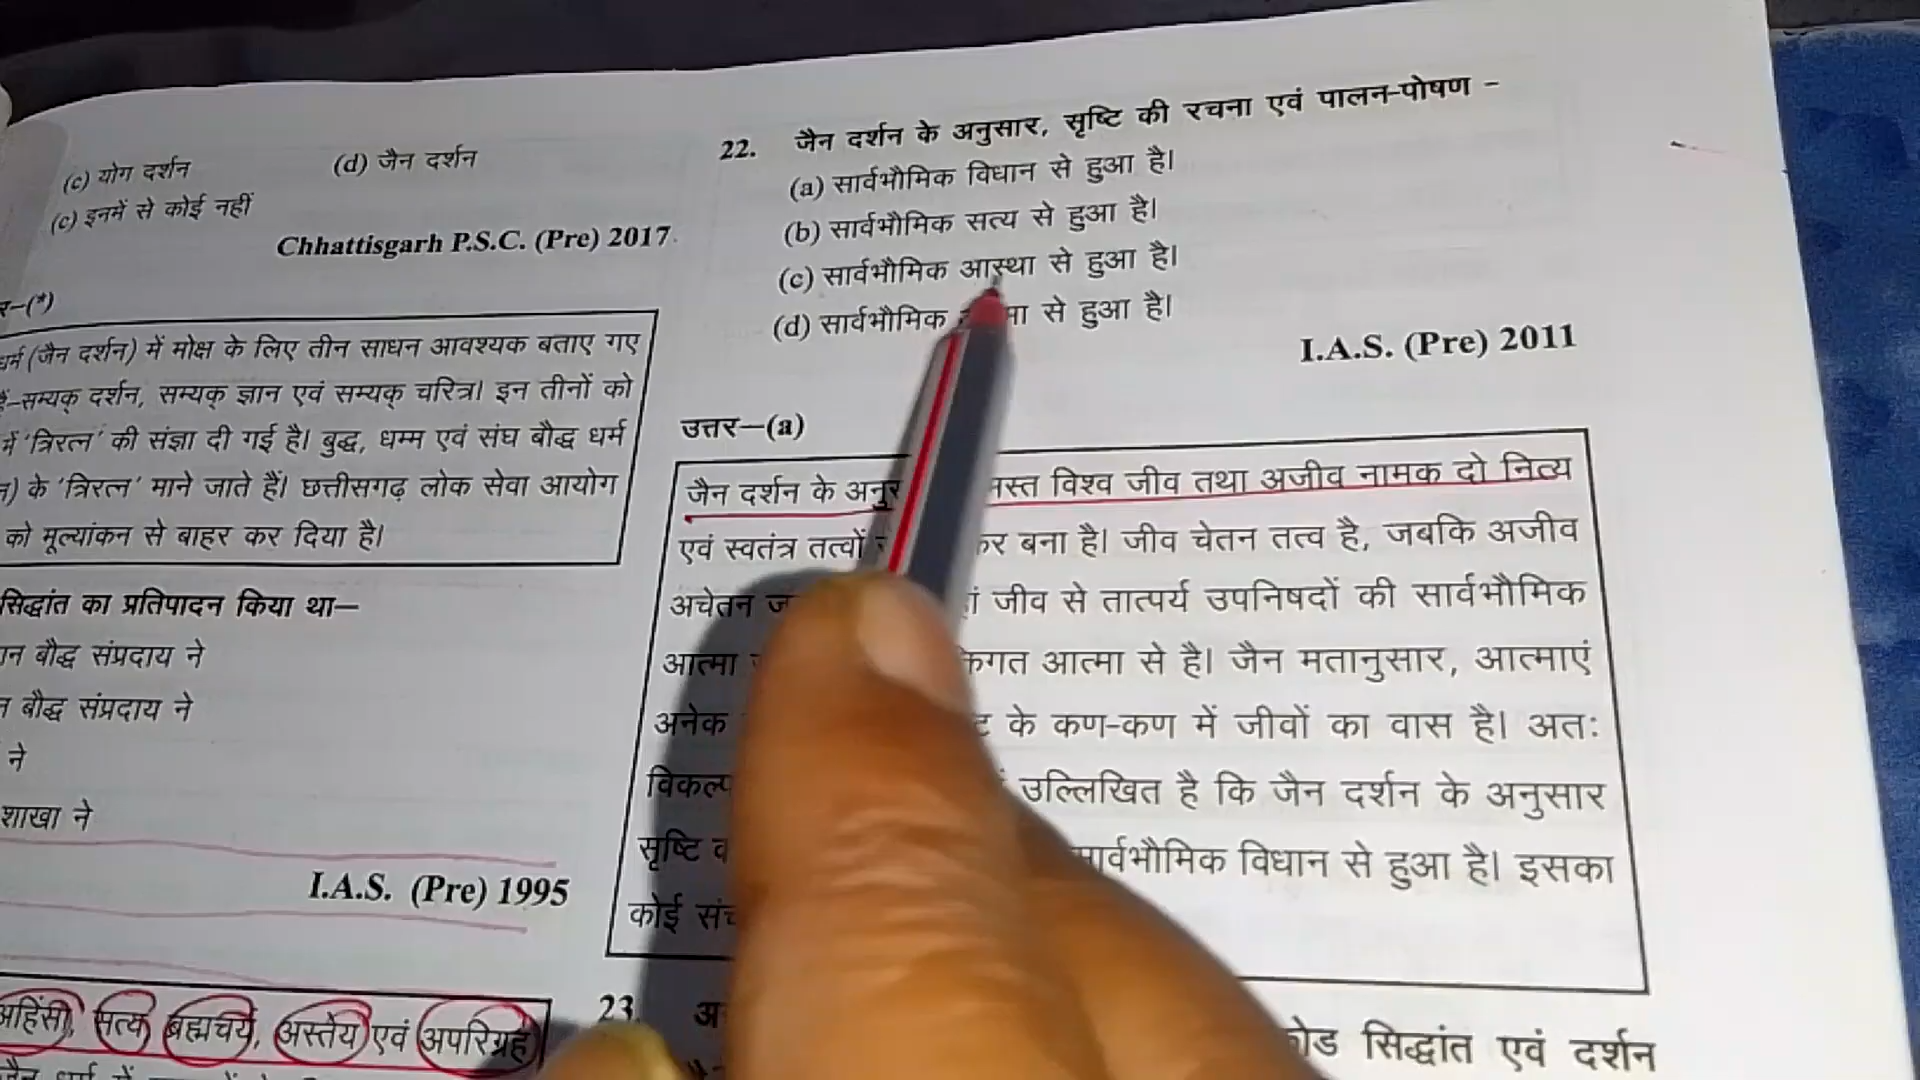 (c) योग दर्शन (d) जैन दर्शन
(c) इनमें से कोई नहीं
Chhattisgarh P.S.C. (Pre) 2017
–(*)
(जैन दर्शन) में मोक्ष के लिए तीन साधन आवश्यक बताए गए
–सम्यक् दर्शन, सम्यक् ज्ञान एवं सम्यक् चरित्र। इन तीनों को
में 'त्रिरत्न' की संज्ञा दी गई है। बुद्ध, धम्म एवं संघ बौद्ध धर्म
के 'त्रिरत्न' माने जाते हैं। छत्तीसगढ़ लोक सेवा आयोग
को मूल्यांकन से बाहर कर दिया है।
सिद्धांत का प्रतिपादन किया था–
बौद्ध संप्रदाय ने
बौद्ध संप्रदाय ने
ने
शाखा ने
I.A.S. (Pre) 1995
सत्य, ब्रह्मचर्य, अस्तेय एवं अपरिग्रह
22. जैन दर्शन के अनुसार, सृष्टि की रचना एवं पालन-पोषण –
(a) सार्वभौमिक विधान से हुआ है।
(b) सार्वभौमिक सत्य से हुआ है।
(c) सार्वभौमिक आस्था से हुआ है।
(d) सार्वभौमिक से हुआ है।
I.A.S. (Pre) 2011
उत्तर–(a)
जैन दर्शन के विश्व जीव तथा अजीव नामक दो नित्य
एवं स्वतंत्र तत्वों बना है। जीव चेतन तत्व है, जबकि अजीव
अचेतन जीव से तात्पर्य उपनिषदों की सार्वभौमिक
आत्मा आत्मा से है। जैन मतानुसार, आत्माएं
अनेक के कण-कण में जीवों का वास है। अतः
उल्लिखित है कि जैन दर्शन के अनुसार
सृष्टि सार्वभौमिक विधान से हुआ है। इसका
कोई
23. सिद्धांत एवं दर्शन